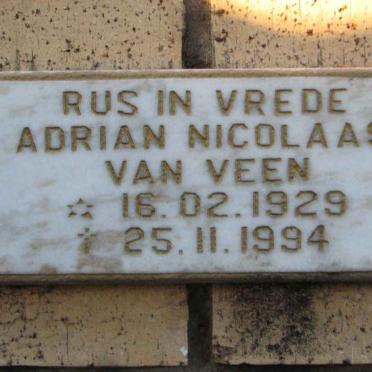 RUS IN VREDE
ADRIAN NICOLAAS
VAN VEEN
☆ 16.02.1929
✝ 25.11.1994